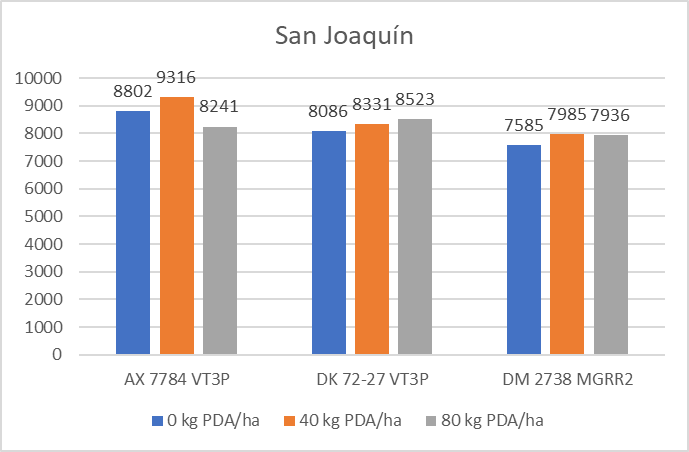 San Joaquín
10000
9000
8000
7000
6000
5000
4000
3000
2000
1000
0
8802 9316 8241 8086 8331 8523 7585 7985 7936
AX 7784 VT3P DK 72-27 VT3P DM 2738 MGRR2
0 kg PDA/ha 40 kg PDA/ha 80 kg PDA/ha